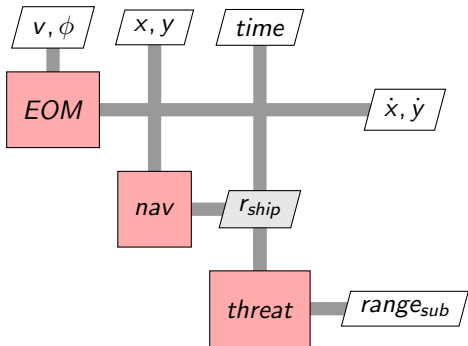 v, ϕ
x, y
time
EOM
ẋ, ẏ
nav
r_ship
threat
range_sub